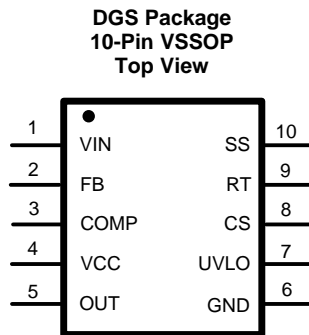 DGS Package
10-Pin VSSOP
Top View
1 VIN SS 10
2 FB RT 9
3 COMP CS 8
4 VCC UVLO 7
5 OUT GND 6